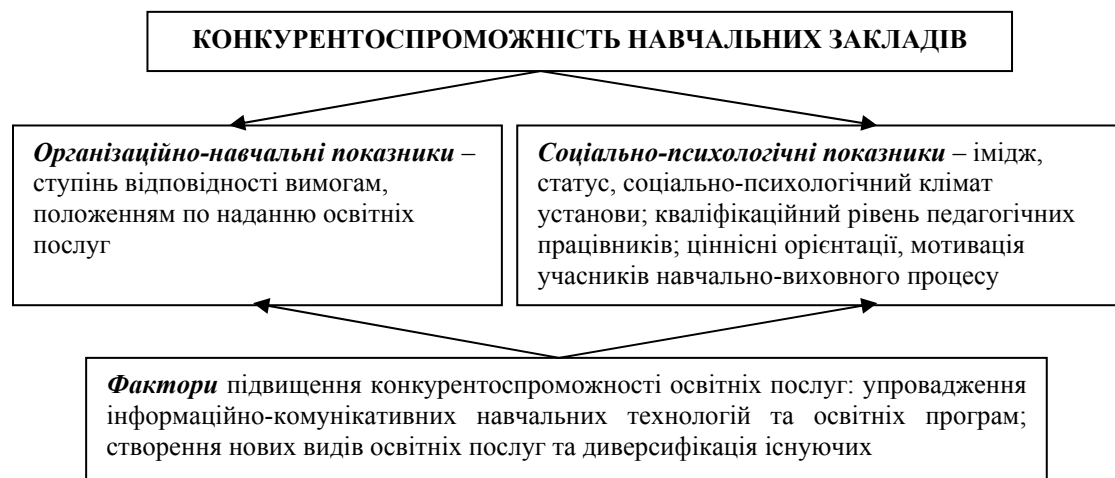 КОНКУРЕНТОСПРОМОЖНІСТЬ НАВЧАЛЬНИХ ЗАКЛАДІВ
Організаційно-навчальні показники –
ступінь відповідності вимогам,
положенням по наданню освітніх
послуг
Соціально-психологічні показники – імідж,
статус, соціально-психологічний клімат
установи; кваліфікаційний рівень педагогічних
працівників; ціннісні орієнтації, мотивація
учасників навчально-виховного процесу
Фактори підвищення конкурентоспроможності освітніх послуг: упровадження
інформаційно-комунікативних навчальних технологій та освітніх програм;
створення нових видів освітніх послуг та диверсифікація існуючих